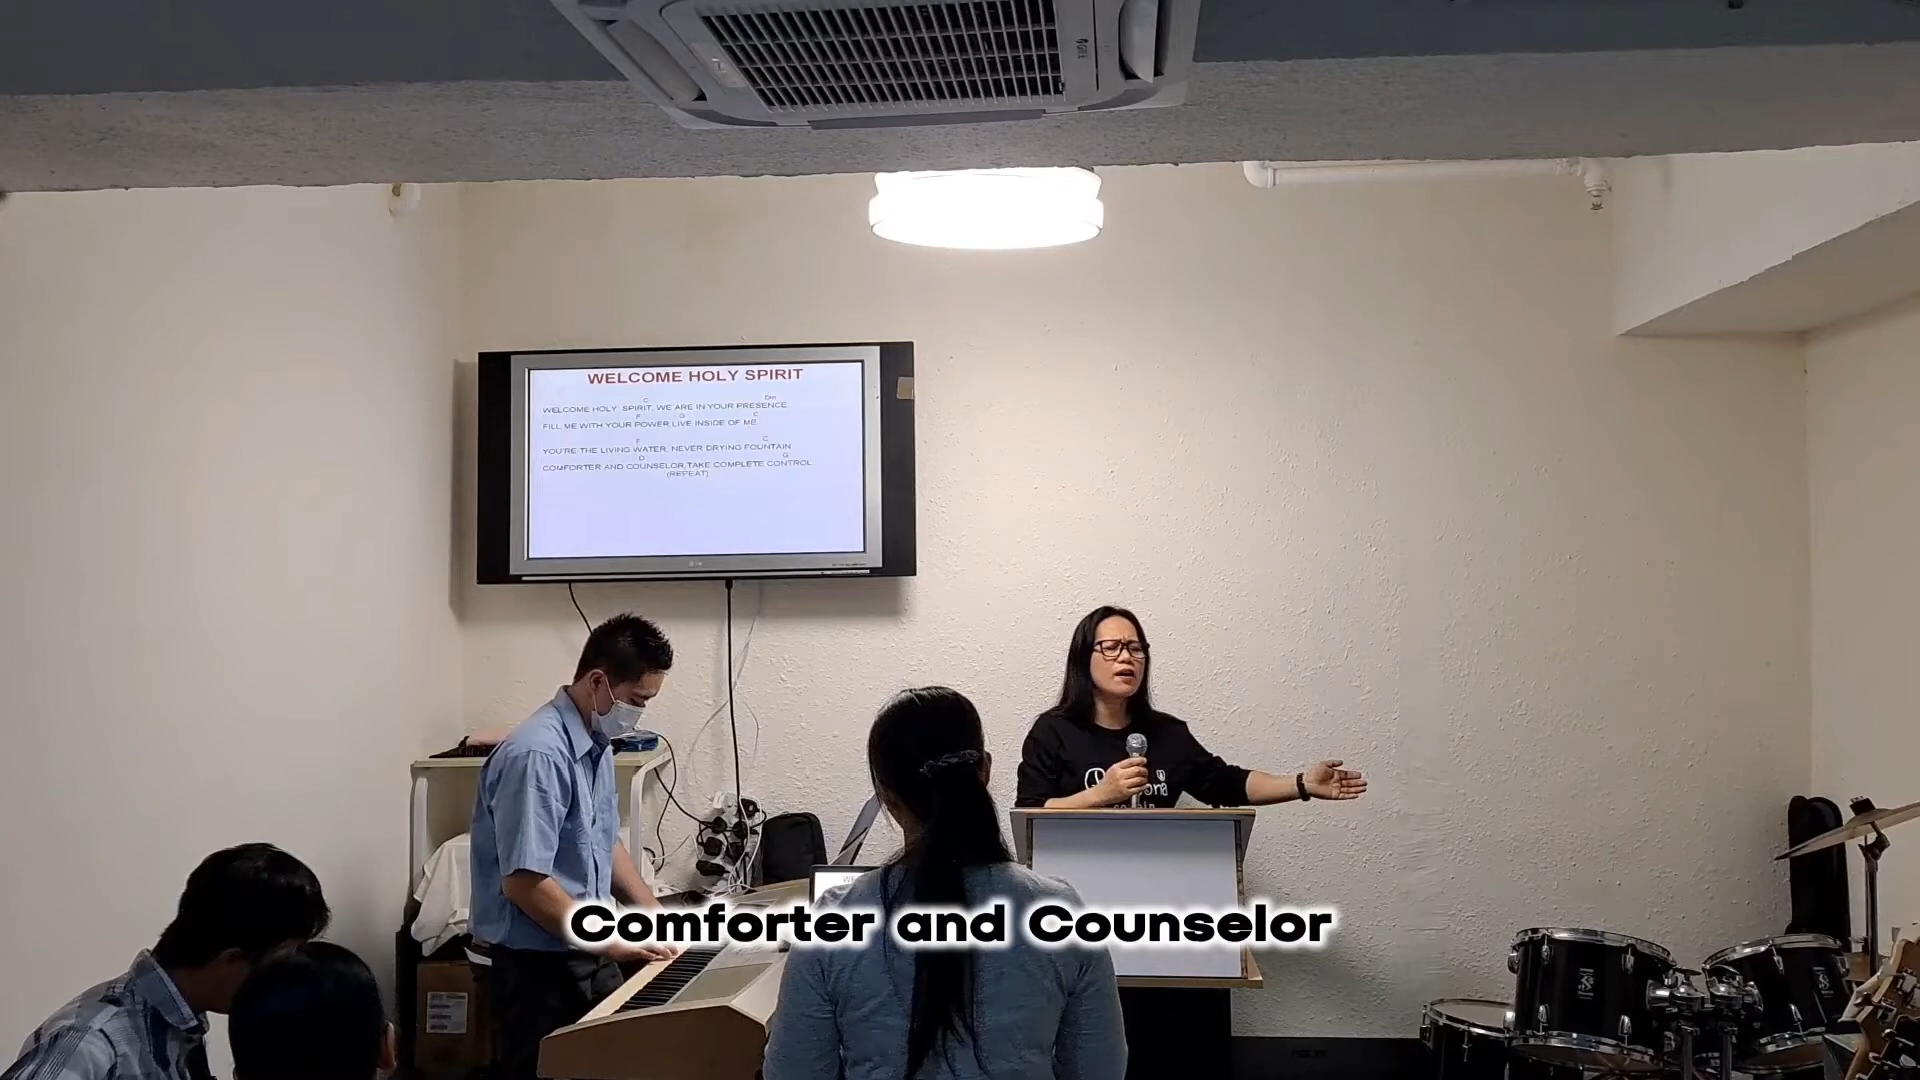 WELCOME HOLY SPIRIT
C Dm
WELCOME HOLY SPIRIT, WE ARE IN YOUR PRESENCE
F G C
FILL ME WITH YOUR POWER, LIVE INSIDE OF ME
F C
YOU'RE THE LIVING WATER, NEVER DRYING FOUNTAIN
D G
COMFORTER AND COUNSELOR, TAKE COMPLETE CONTROL
(REPEAT)
Comforter and Counselor